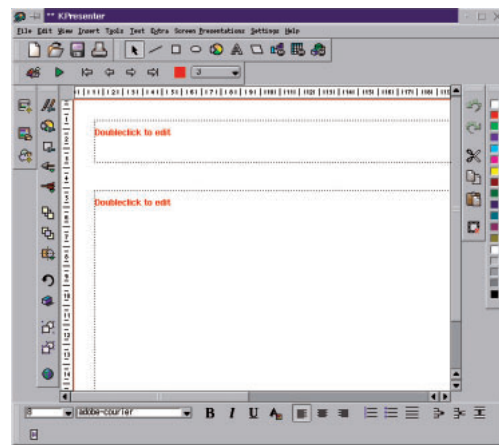 ** KPresenter
File Edit View Insert Tools Text Extra Screen Presentations Settings Help
3
Doubleclick to edit
Doubleclick to edit
adobe-courier
B I U